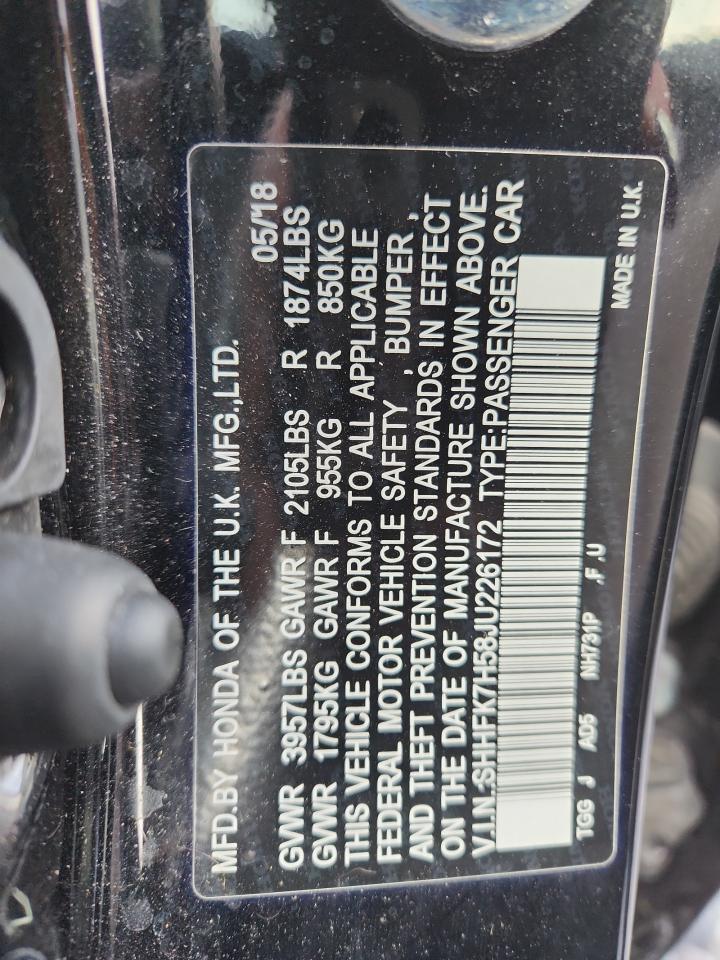 MFD.BY HONDA OF THE U.K. MFG.,LTD.
05/18
GVWR 3957LBS GAWR F 2105LBS R 1874LBS
GVWR 1795KG GAWR F 955KG R 850KG
THIS VEHICLE CONFORMS TO ALL APPLICABLE
FEDERAL MOTOR VEHICLE SAFETY , BUMPER ,
AND THEFT PREVENTION STANDARDS IN EFFECT
ON THE DATE OF MANUFACTURE SHOWN ABOVE.
V.I.N.:SHHFK7H58JU226172 TYPE:PASSENGER CAR
TGG J AD5 NH731P ,F,U
MADE IN U.K.